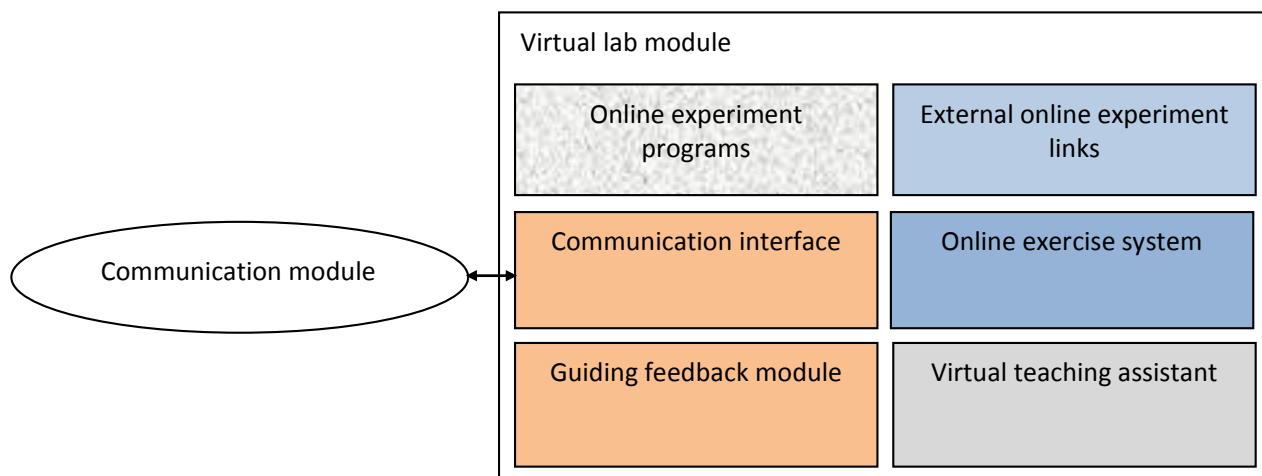 Virtual lab module
Online experiment
programs
External online experiment
links
Communication module
Communication interface
Online exercise system
Guiding feedback module
Virtual teaching assistant